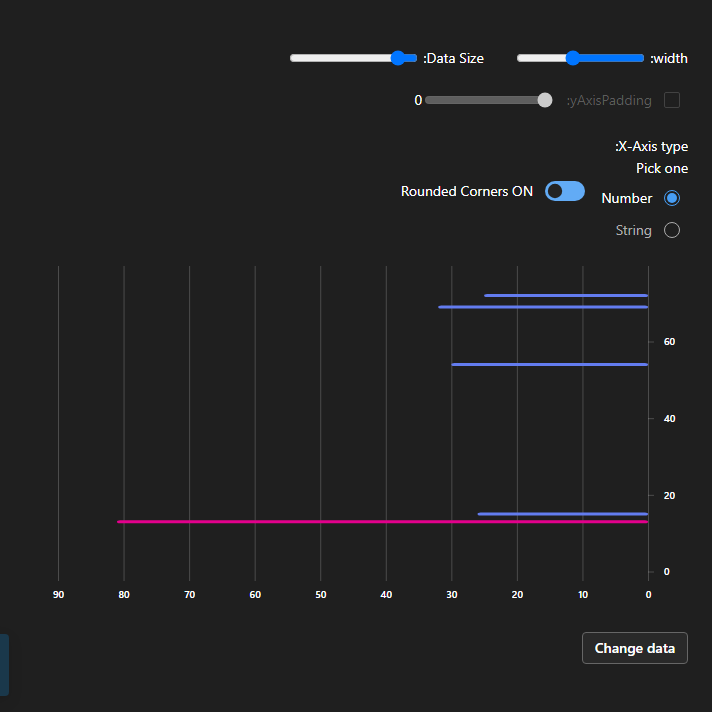 :width
:Data Size
:yAxisPadding
0
:X-Axis type
Pick one
Number
Rounded Corners ON
String
60
40
20
0
90 80 70 60 50 40 30 20 10 0
Change data